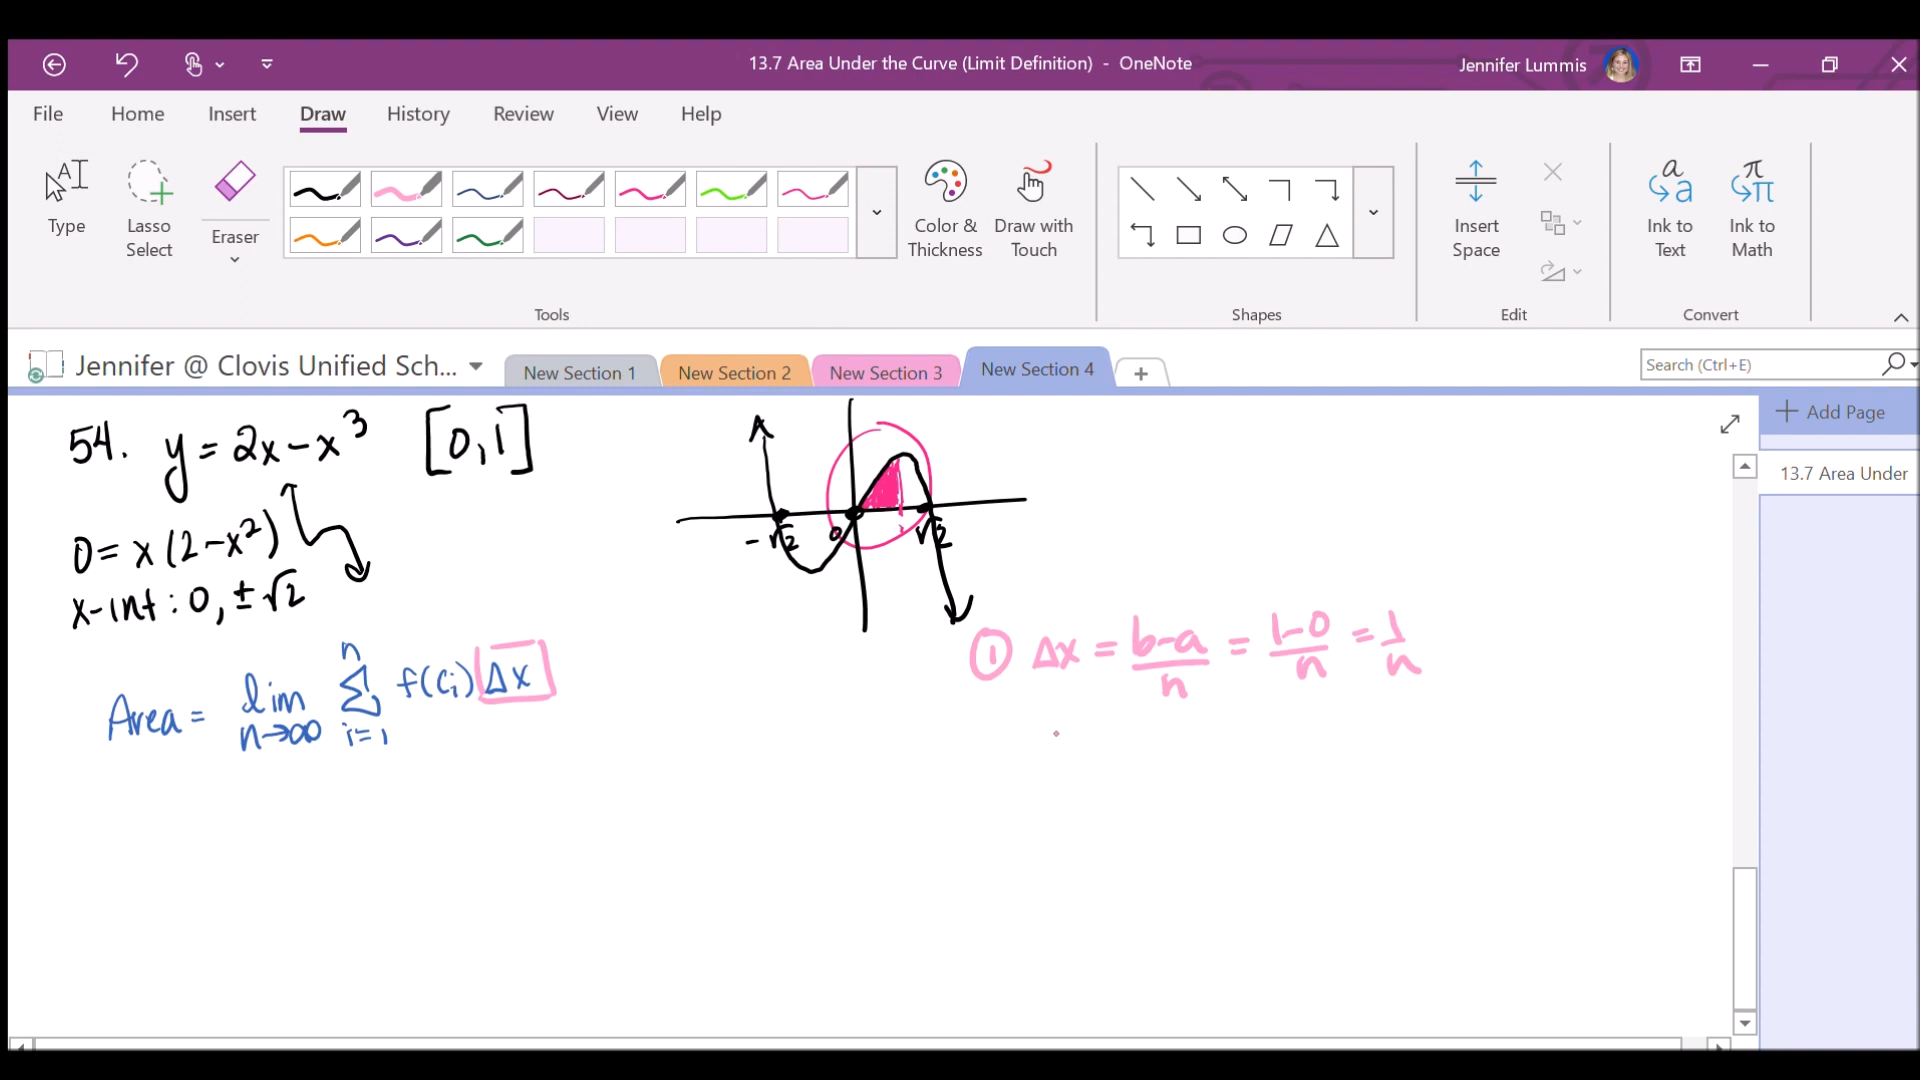 13.7 Area Under the Curve (Limit Definition) - OneNote
Jennifer Lummis
File Home Insert Draw History Review View Help
Type
Lasso Select
Eraser
Color & Thickness
Draw with Touch
Insert Space
Ink to Text
Ink to Math
Tools Shapes Edit Convert
Jennifer @ Clovis Unified Sch...
New Section 1 New Section 2 New Section 3 New Section 4 +
Search (Ctrl+E)
Add Page
13.7 Area Under
54. y = 2x - x³ [0,1]
0 = x(2-x²)
x-int: 0, ±√2
-√2 0 √2
① Δx = b-a/n = 1-0/n = 1/n
Area = lim n→∞ Σ n i=1 f(cᵢ) Δx